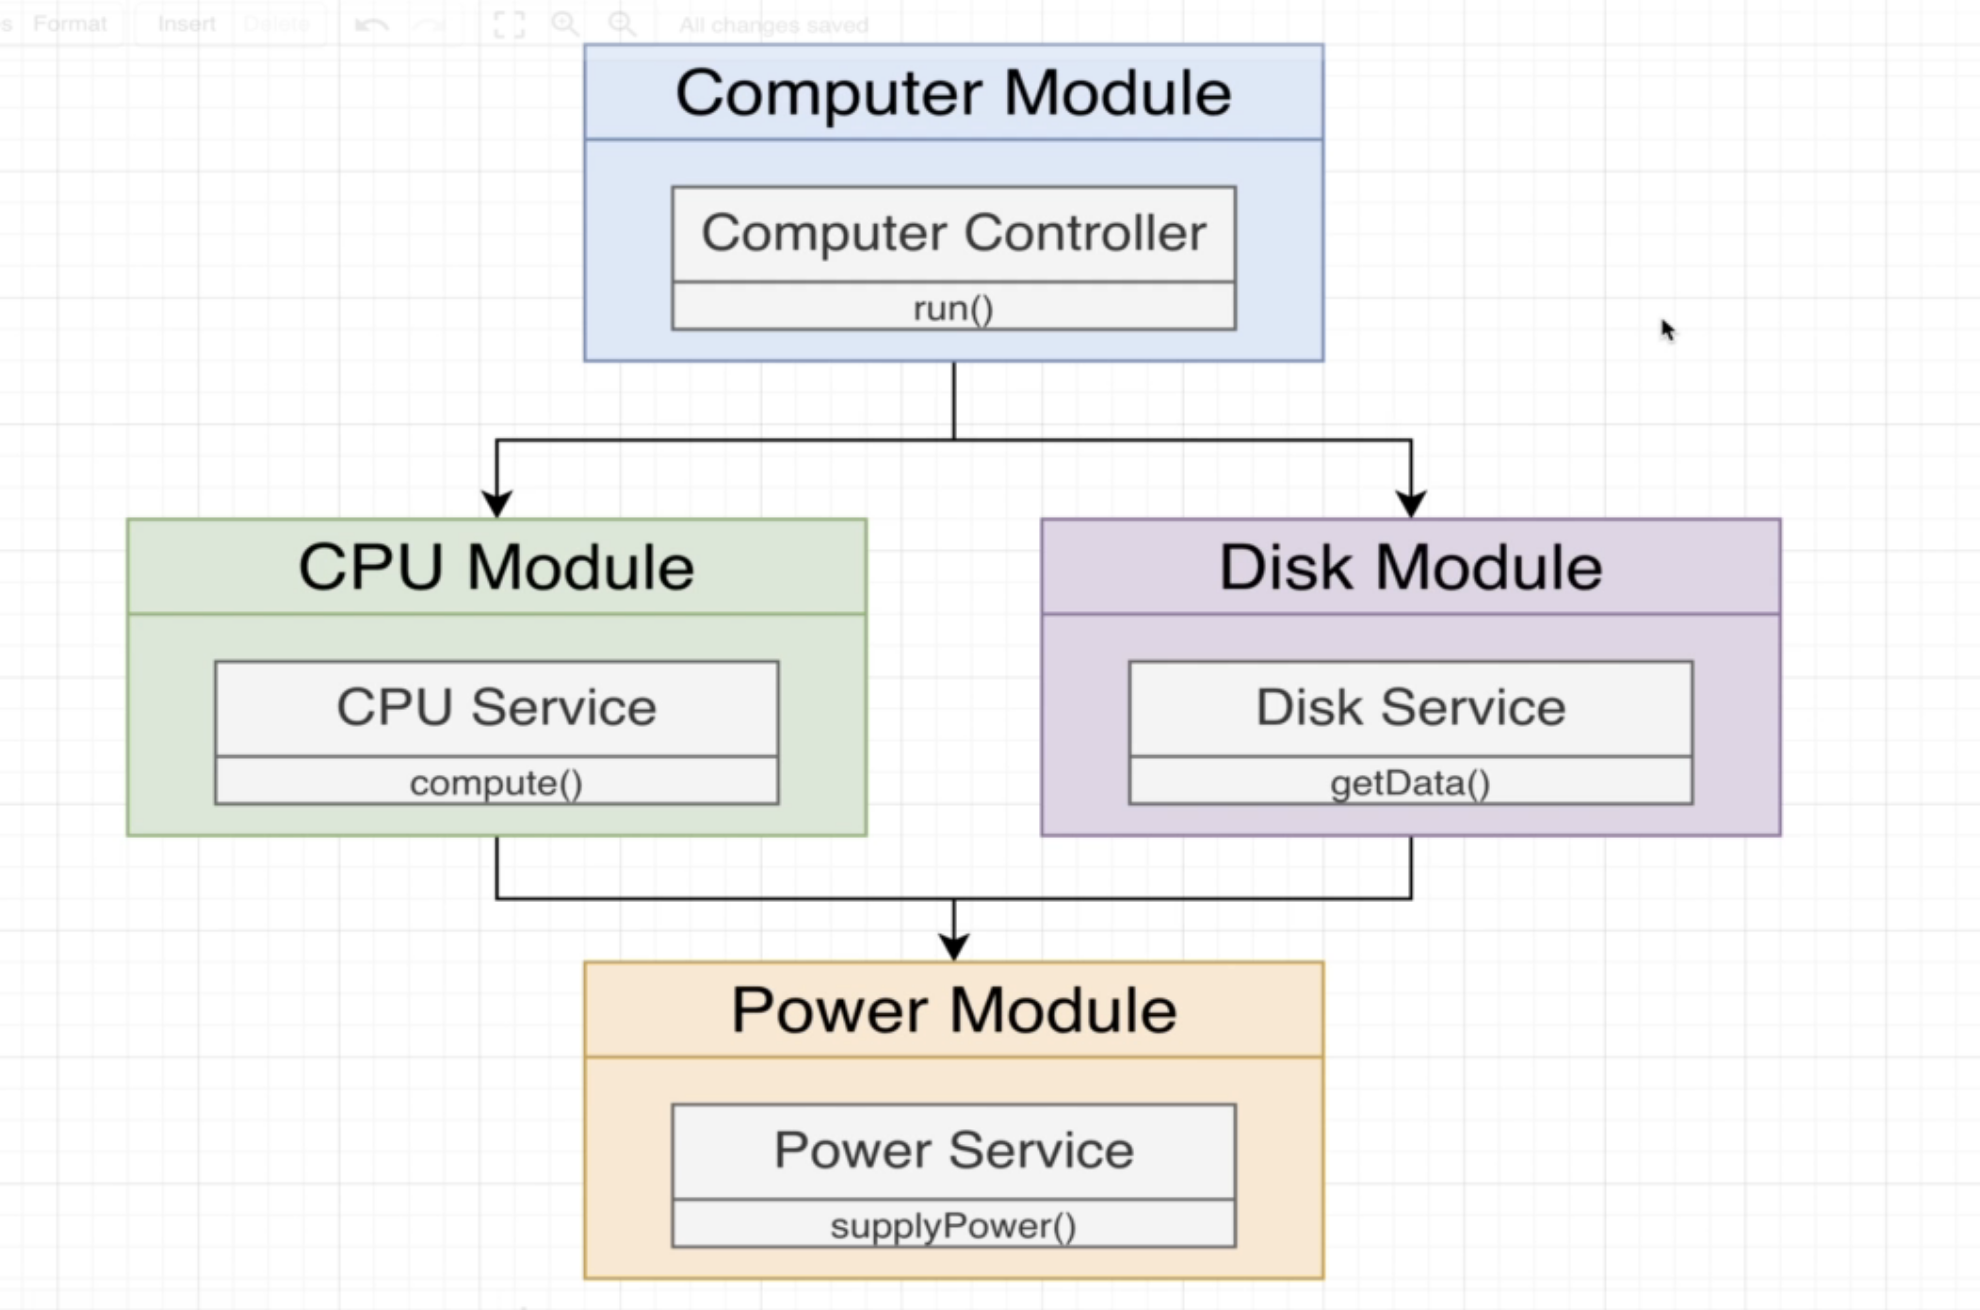 s Format Insert Delete All changes saved
Computer Module
Computer Controller
run()
CPU Module
Disk Module
CPU Service
Disk Service
compute()
getData()
Power Module
Power Service
supplyPower()